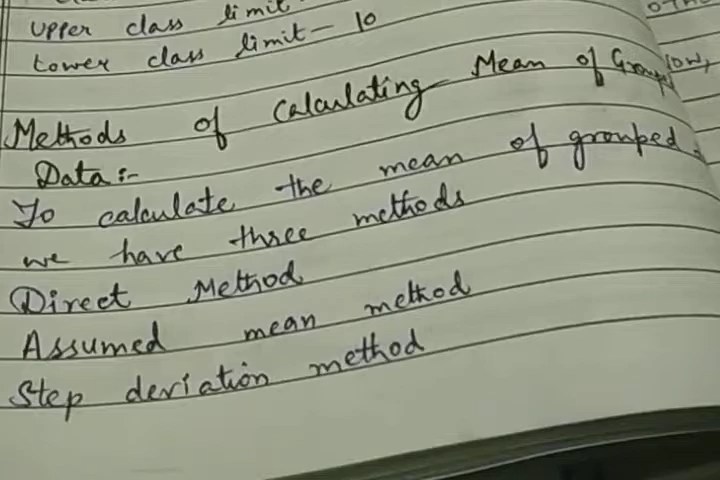 Upper class limit
Lower class limit - 10
Methods of Calculating Mean of Grouped
Data :-
To calculate the mean of grouped
we have three methods
Direct Method
Assumed mean method
Step deviation method